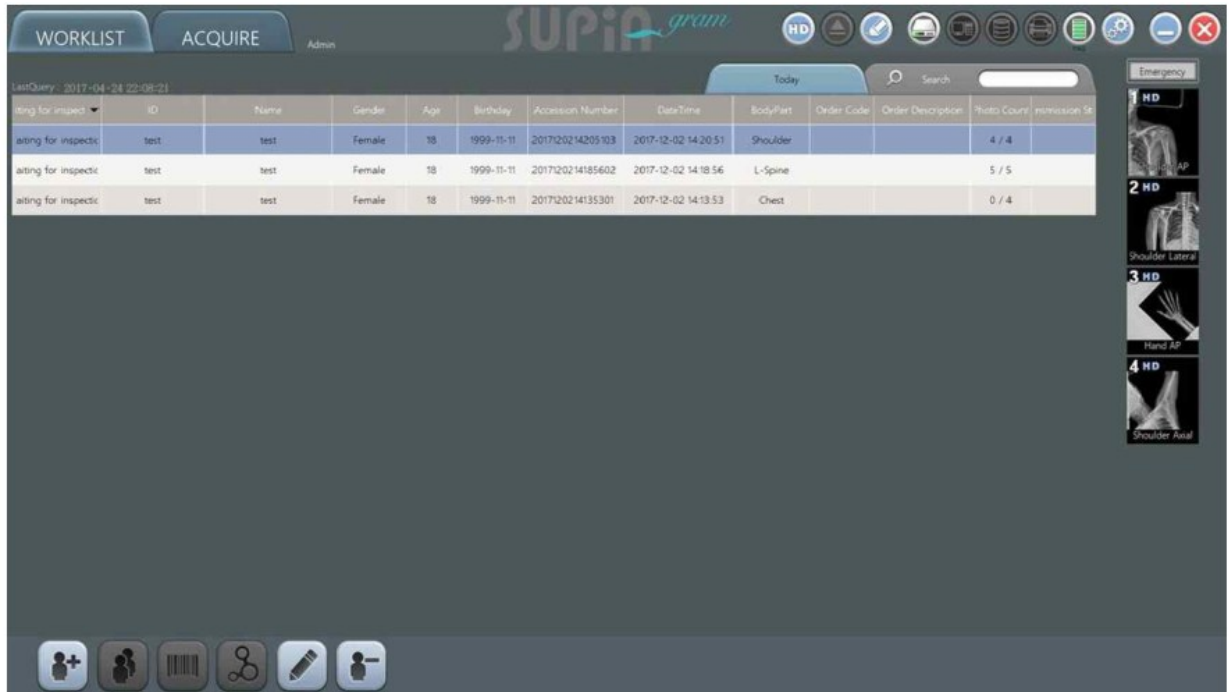 WORKLIST ACQUIRE Admin SUPiA gram HD
LastQuery : 2017-04-24 22:08:21 Today Search Emergency
iting for inspect ID Name Gender Age Birthday Accession Number DateTime BodyPart Order Code Order Description Photo Count nsmission St
aiting for inspectic test test Female 18 1999-11-11 2017120214205103 2017-12-02 14:20:51 Shoulder 4 / 4
aiting for inspectic test test Female 18 1999-11-11 2017120214185602 2017-12-02 14:18:56 L-Spine 5 / 5
aiting for inspectic test test Female 18 1999-11-11 2017120214135301 2017-12-02 14:13:53 Chest 0 / 4
1 HD
AP
2 HD
Shoulder Lateral
3 HD
Hand AP
4 HD
Shoulder Axial